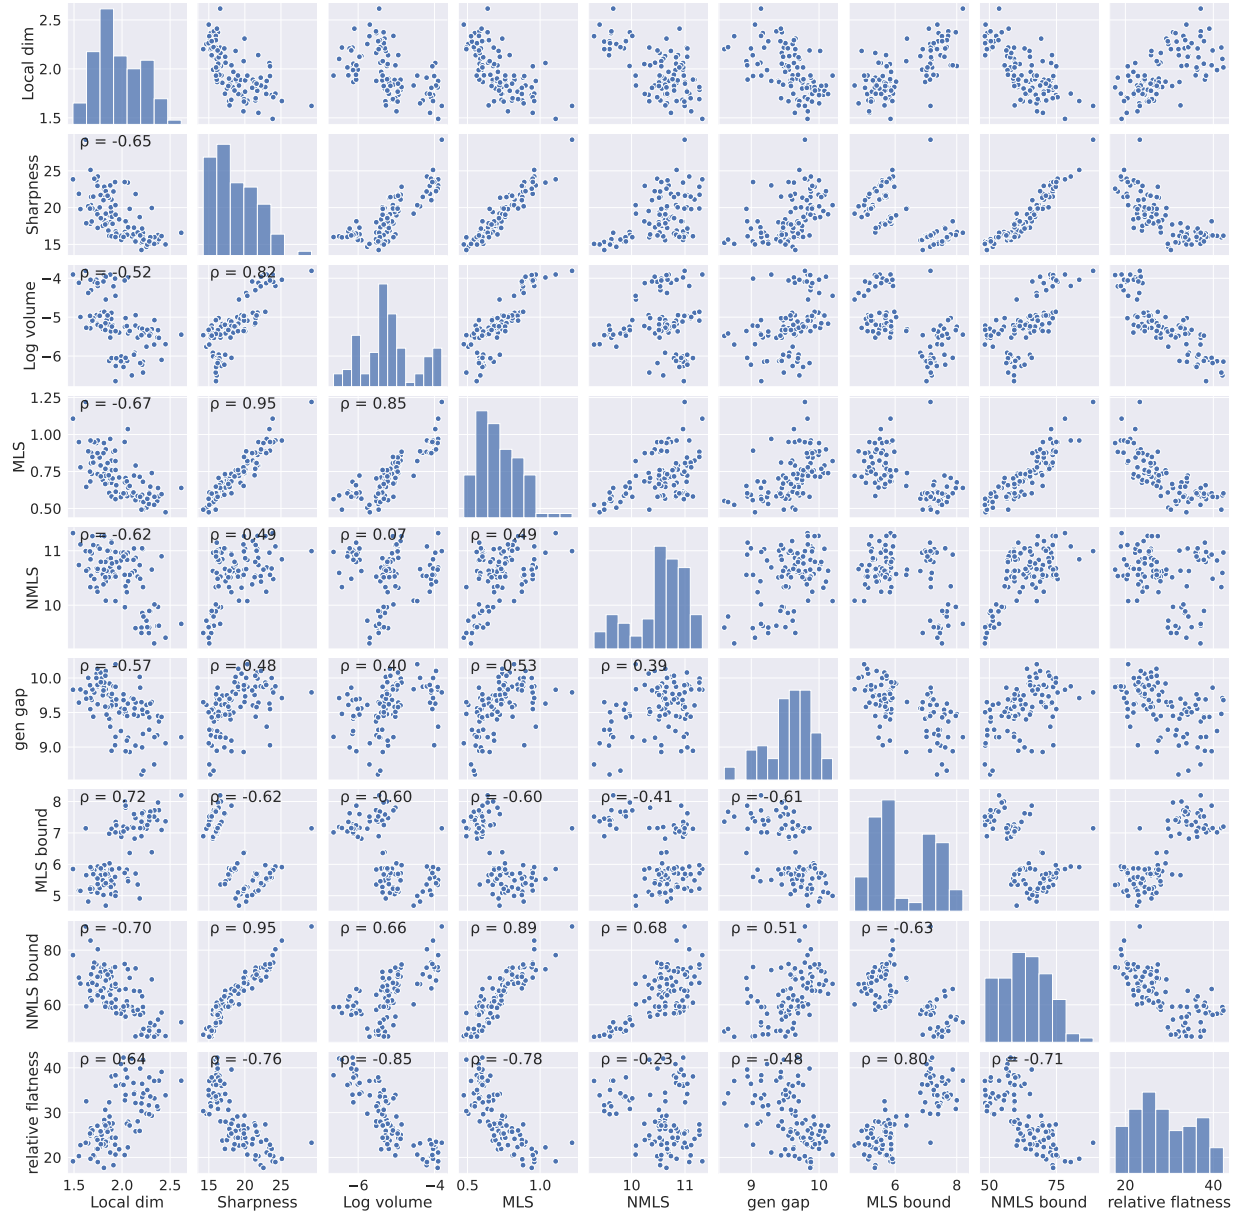 Local dim
2.5
2.0
1.5
ρ = -0.65
Sharpness
25
20
15
ρ = -0.52
ρ = 0.82
Log volume
−4
−5
−6
ρ = -0.67
ρ = 0.95
ρ = 0.85
MLS
1.25
1.00
0.75
0.50
ρ = -0.62
ρ = 0.49
ρ = 0.07
ρ = 0.49
NMLS
11
10
ρ = -0.57
ρ = 0.48
ρ = 0.40
ρ = 0.53
ρ = 0.39
gen gap
10.0
9.5
9.0
ρ = 0.72
ρ = -0.62
ρ = -0.60
ρ = -0.60
ρ = -0.41
ρ = -0.61
MLS bound
8
7
6
5
ρ = -0.70
ρ = 0.95
ρ = 0.66
ρ = 0.89
ρ = 0.68
ρ = 0.51
ρ = -0.63
NMLS bound
80
60
ρ = 0.64
ρ = -0.76
ρ = -0.85
ρ = -0.78
ρ = -0.23
ρ = -0.48
ρ = 0.80
ρ = -0.71
relative flatness
40
30
20
1.5 2.0 2.5 15 20 25 −6 −4 0.5 1.0 10 11 9 10 6 8 50 75 20 40
Local dim Sharpness Log volume MLS NMLS gen gap MLS bound NMLS bound relative flatness